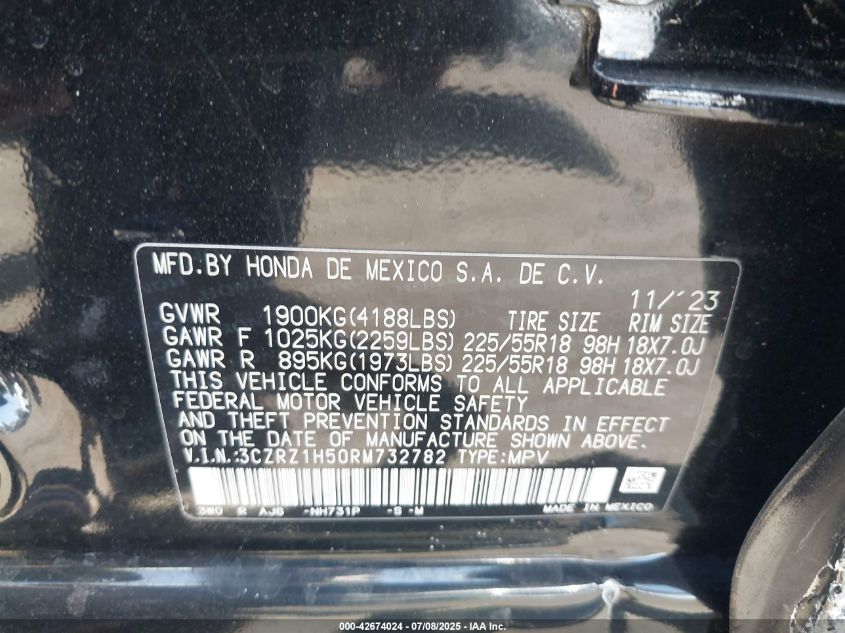 MFD.BY HONDA DE MEXICO S.A. DE C.V.
11/´23
GVWR 1900KG(4188LBS) TIRE SIZE RIM SIZE
GAWR F 1025KG(2259LBS) 225/55R18 98H 18X7.0J
GAWR R 895KG(1973LBS) 225/55R18 98H 18X7.0J
THIS VEHICLE CONFORMS TO ALL APPLICABLE
FEDERAL MOTOR VEHICLE SAFETY
AND THEFT PREVENTION STANDARDS IN EFFECT
ON THE DATE OF MANUFACTURE SHOWN ABOVE.
V.I.N.:3CZRZ1H50RM732782 TYPE:MPV
3W0 R AJG -NH731P -S -M MADE IN MEXICO
000-42674024 - 07/08/2025 - IAA Inc.